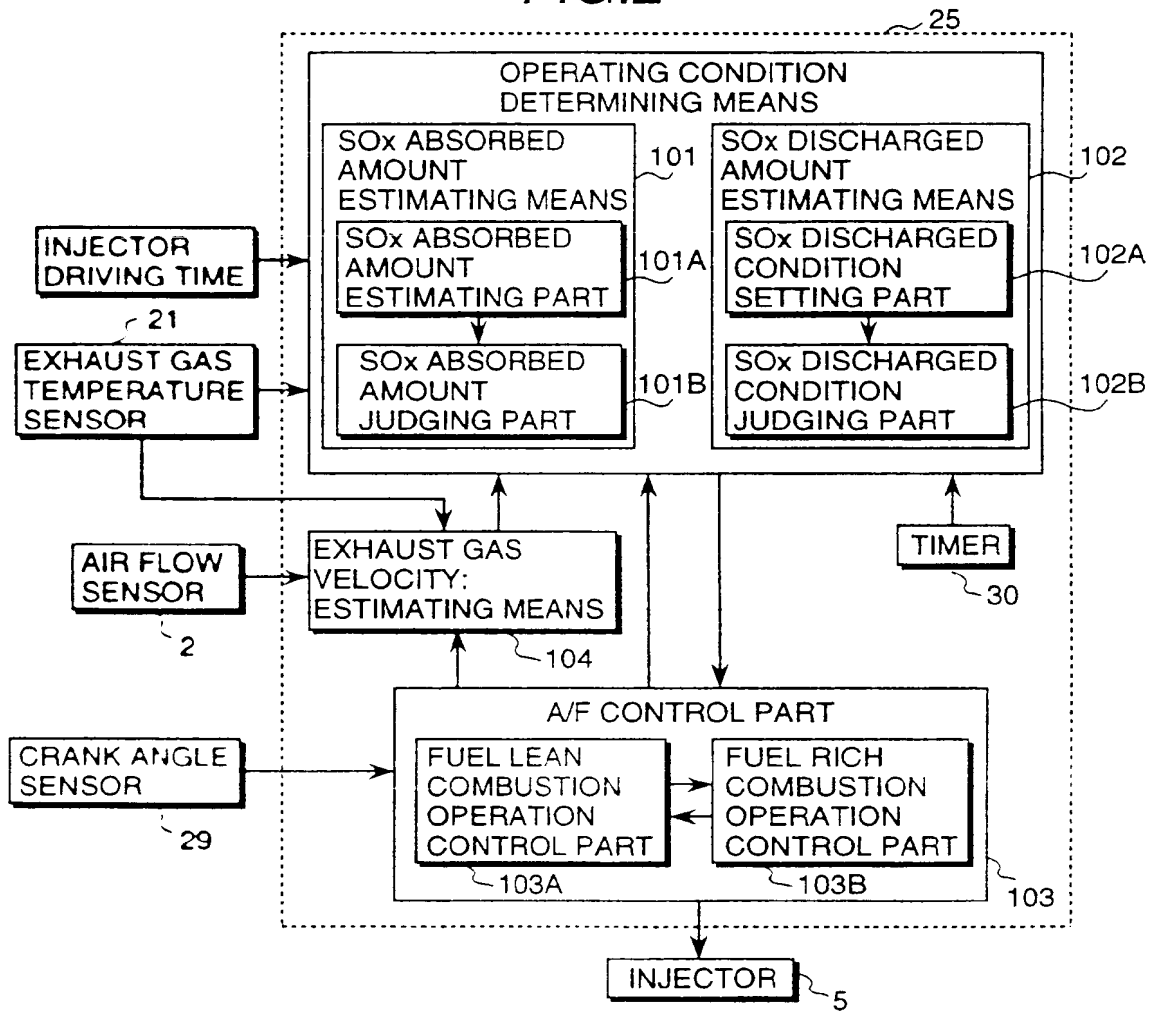 25
OPERATING CONDITION
DETERMINING MEANS
SOx ABSORBED
AMOUNT
ESTIMATING MEANS
101
SOx DISCHARGED
AMOUNT
ESTIMATING MEANS
102
INJECTOR
DRIVING TIME
SOx ABSORBED
AMOUNT
ESTIMATING PART
101A
SOx DISCHARGED
CONDITION
SETTING PART
102A
21
EXHAUST GAS
TEMPERATURE
SENSOR
SOx ABSORBED
AMOUNT
JUDGING PART
101B
SOx DISCHARGED
CONDITION
JUDGING PART
102B
AIR FLOW
SENSOR
2
EXHAUST GAS
VELOCITY:
ESTIMATING MEANS
104
TIMER
30
A/F CONTROL PART
CRANK ANGLE
SENSOR
29
FUEL LEAN
COMBUSTION
OPERATION
CONTROL PART
103A
FUEL RICH
COMBUSTION
OPERATION
CONTROL PART
103B
103
INJECTOR
5